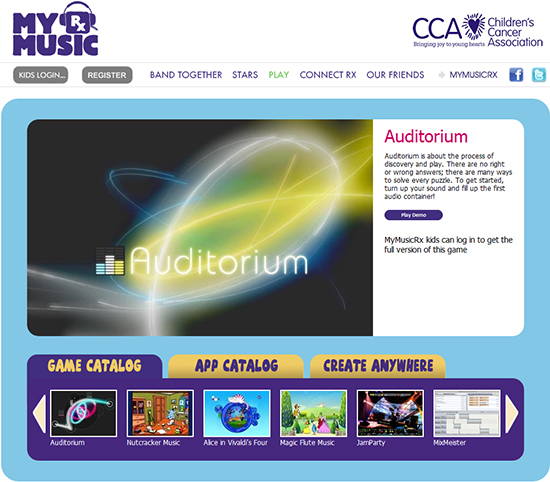 MY Rx
MUSIC
CCA Children's
Cancer
Association
Bringing joy to young hearts
KIDS LOGIN...
REGISTER
BAND TOGETHER
STARS
PLAY
CONNECT RX
OUR FRIENDS
MYMUSICRX
Auditorium
Auditorium
Auditorium is about the process of
discovery and play. There are no right
or wrong answers; there are many ways
to solve every puzzle. To get started,
turn up your sound and fill up the first
audio container!
Play Demo
MyMusicRx kids can log in to get the
full version of this game
GAME CATALOG
APP CATALOG
CREATE ANYWHERE
Auditorium
Nutcracker Music
Alice in Vivaldi's Four
Magic Flute Music
JamParty
MixMeister